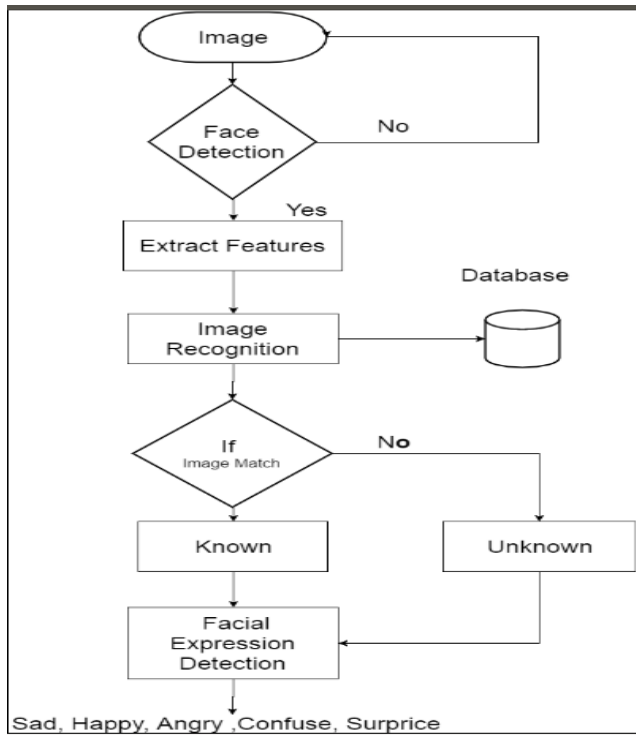 Image
Face
Detection
No
Yes
Extract Features
Database
Image
Recognition
If
Image Match
No
Known
Unknown
Facial
Expression
Detection
Sad, Happy, Angry ,Confuse, Surprice